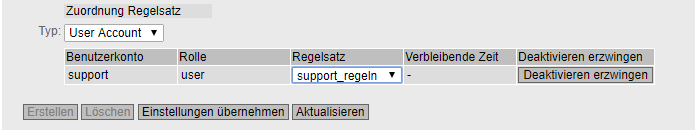 Zuordnung Regelsatz
Typ: User Account
Benutzerkonto Rolle Regelsatz Verbleibende Zeit Deaktivieren erzwingen
support user support_regeln - Deaktivieren erzwingen
Erstellen Löschen Einstellungen übernehmen Aktualisieren